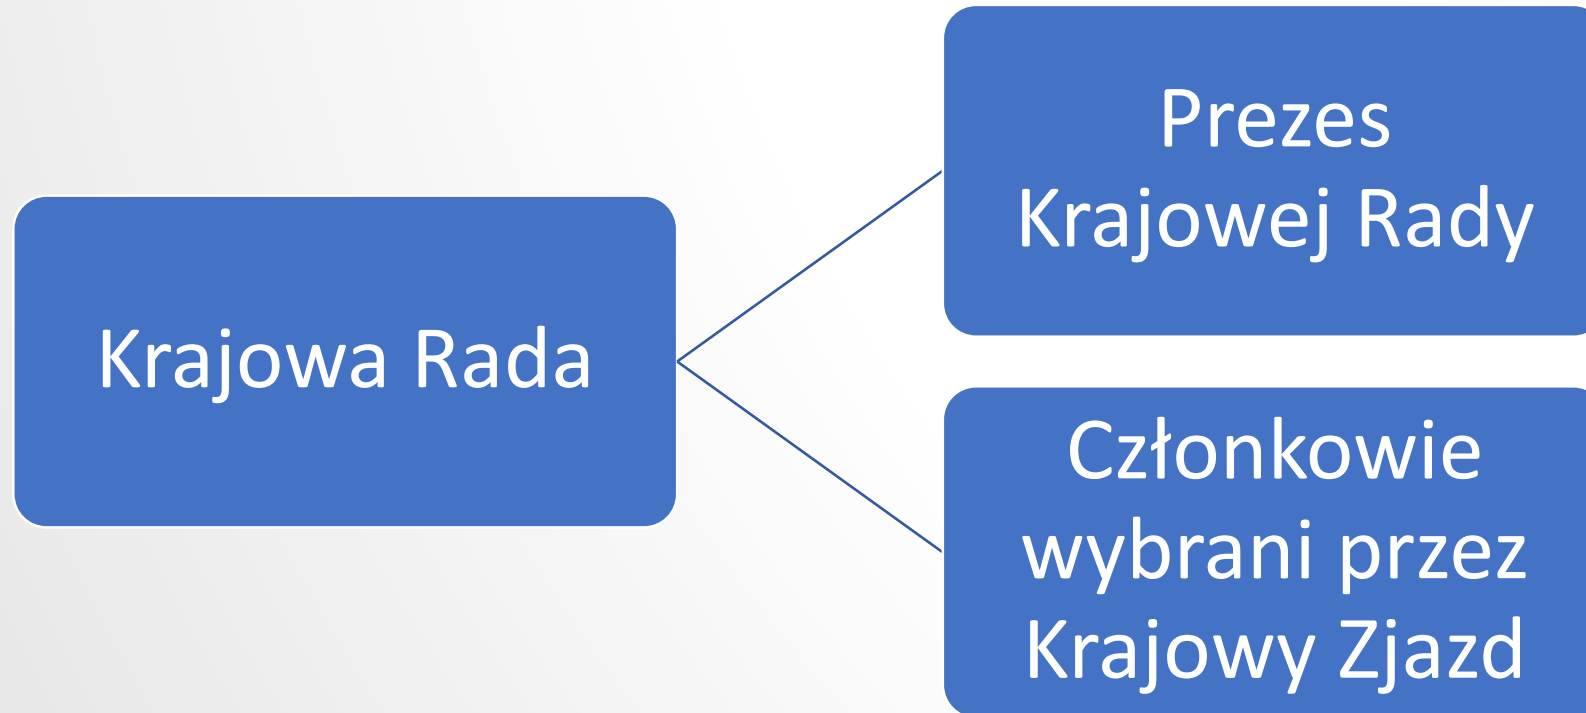 Krajowa Rada
Prezes
Krajowej Rady
Członkowie
wybrani przez
Krajowy Zjazd